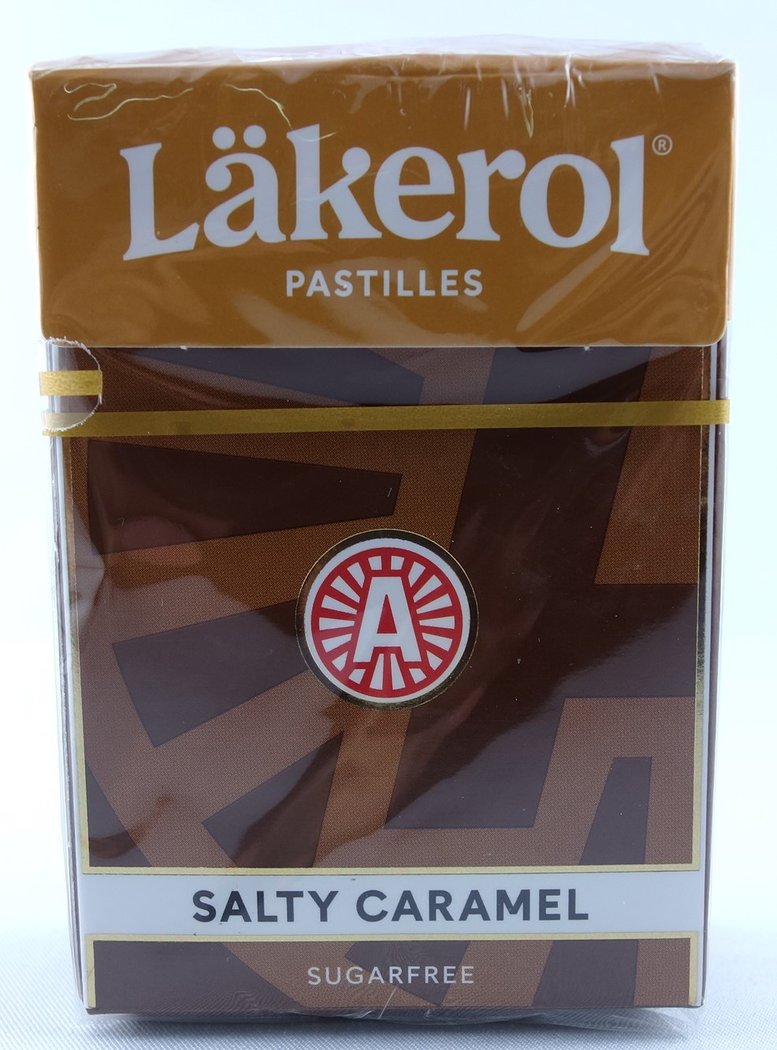 Läkerol®
PASTILLES
A
SALTY CARAMEL
SUGARFREE